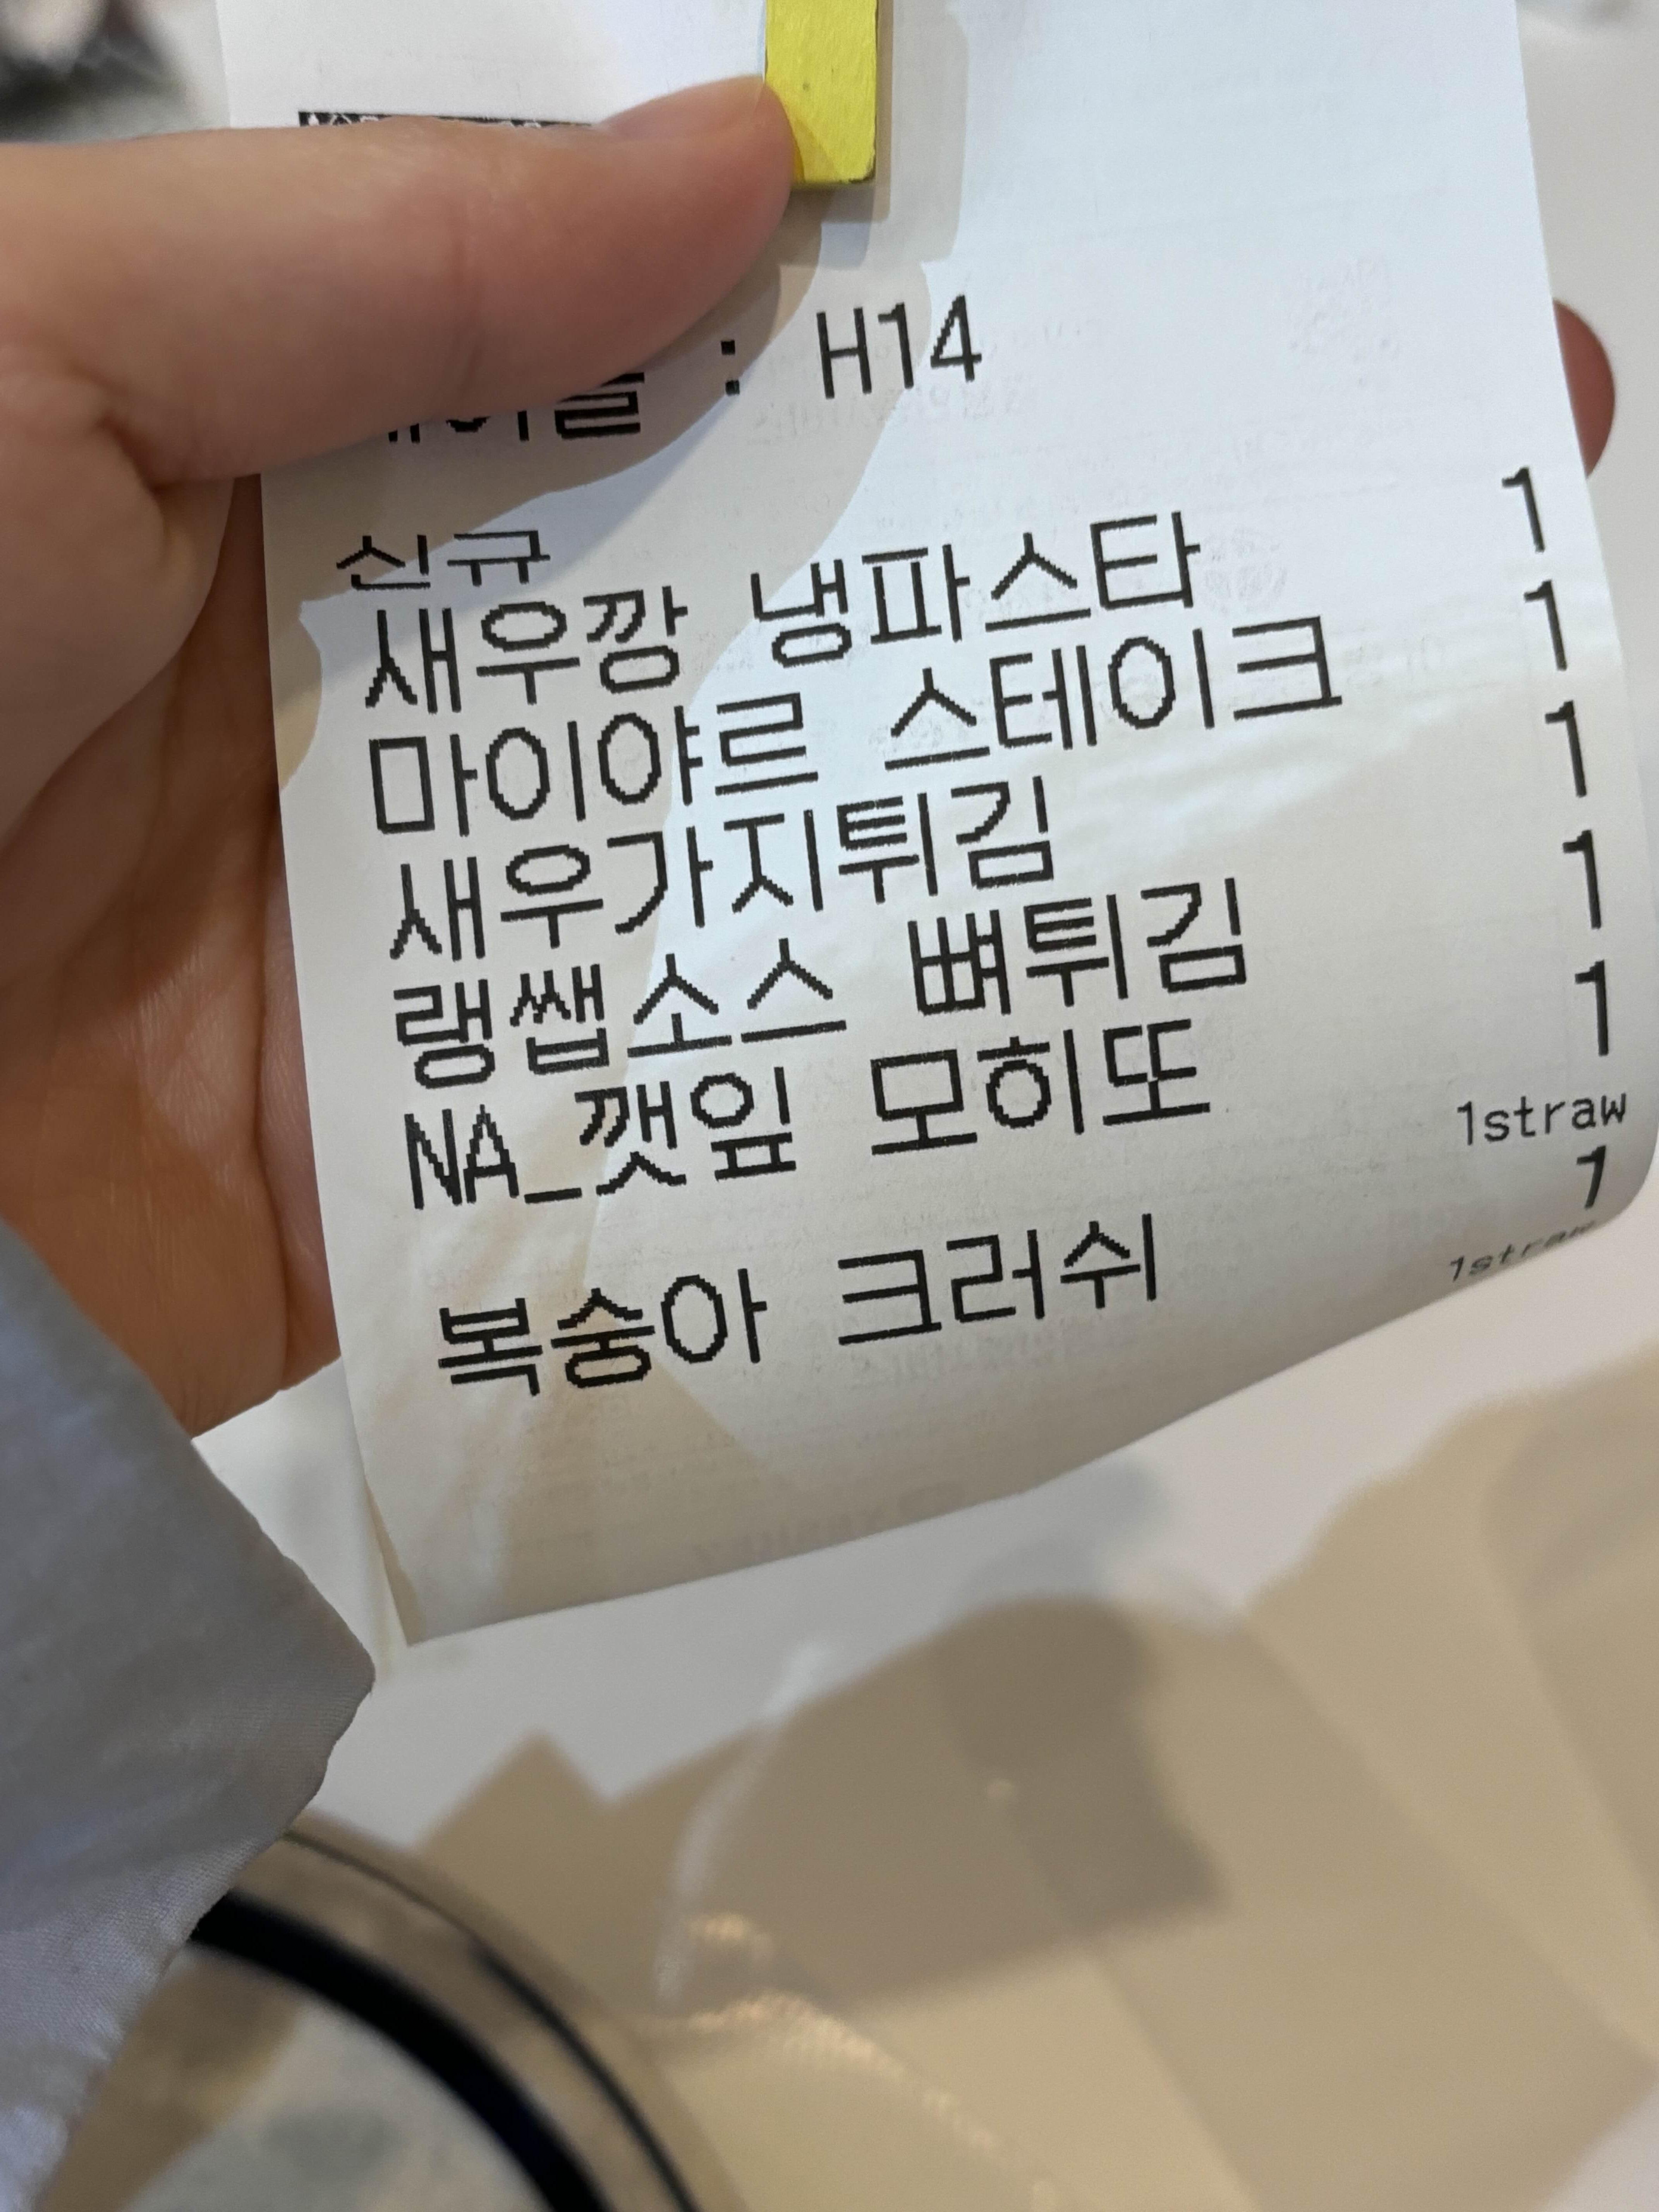 : H14
신규
새우깡 냉파스타 1
마이야르 스테이크 1
새우가지튀김 1
랭쌥소스 뼈튀김 1
NA_깻잎 모히또 1
1straw
복숭아 크러쉬 1
1straw